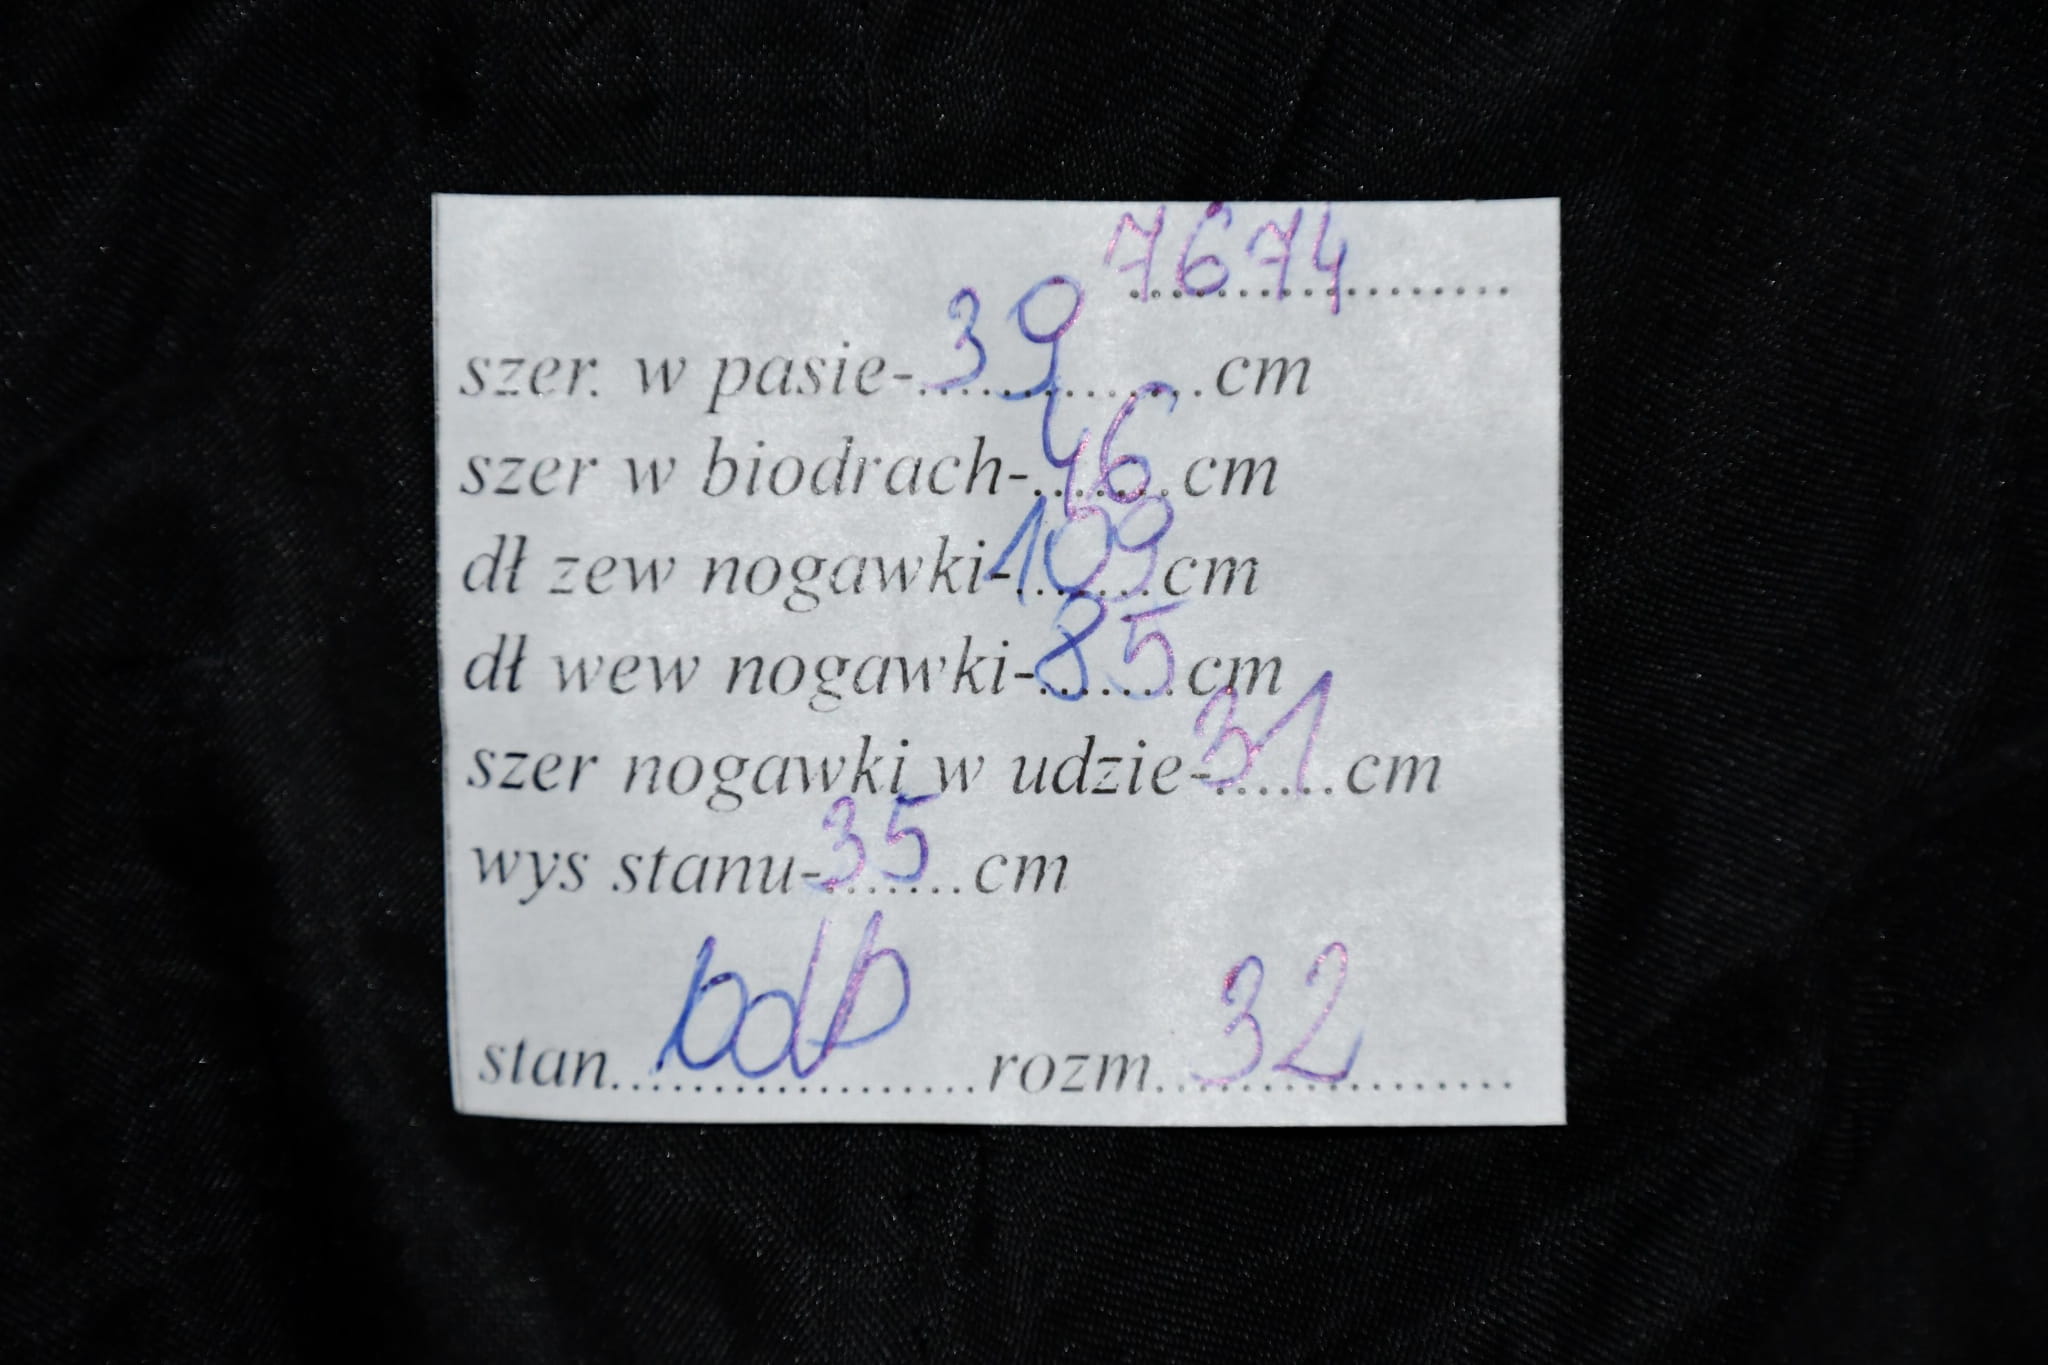 7674..................
szer. w pasie-39..............cm
szer w biodrach-46.......cm
dł zew nogawki-109.......cm
dł wew nogawki-85.......cm
szer nogawki w udzie-31......cm
wys stanu-35.......cm
stan..bdb..................rozm..32..................